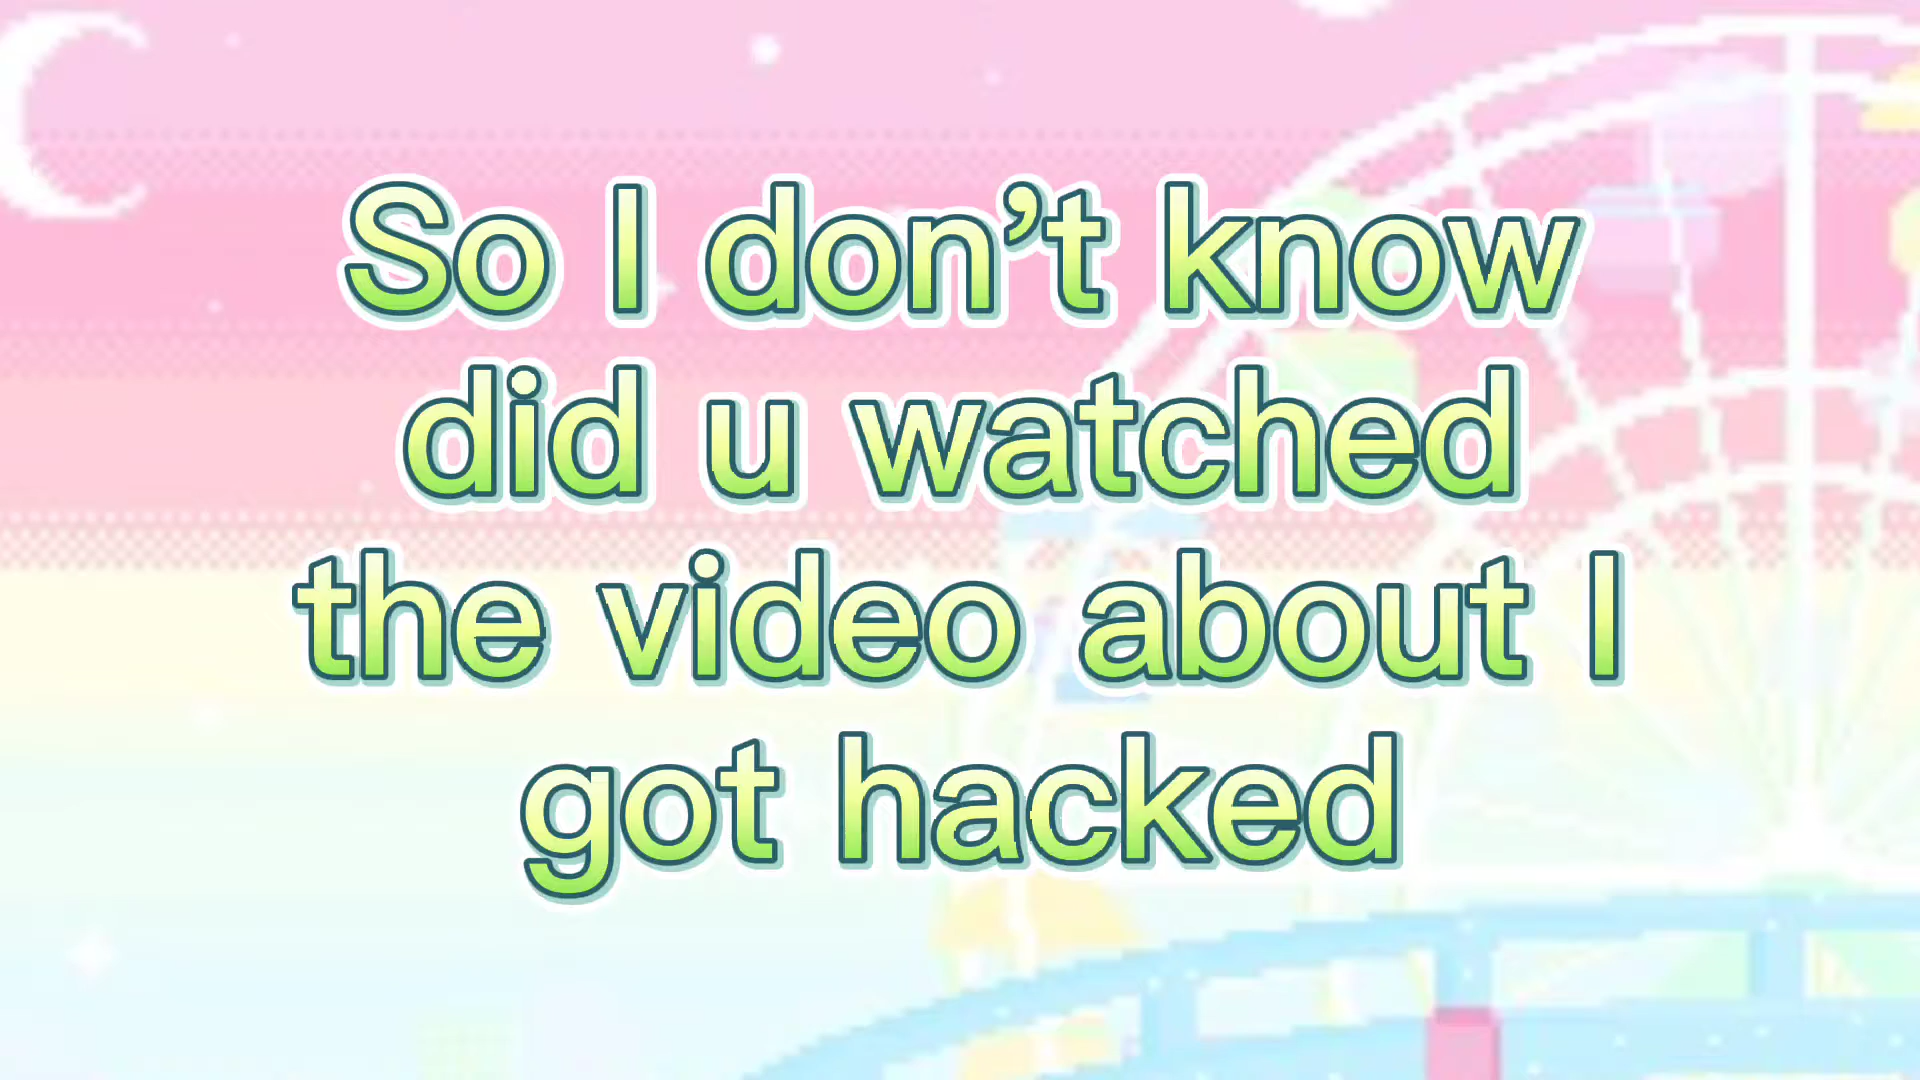 So I don’t know
did u watched
the video about I
got hacked